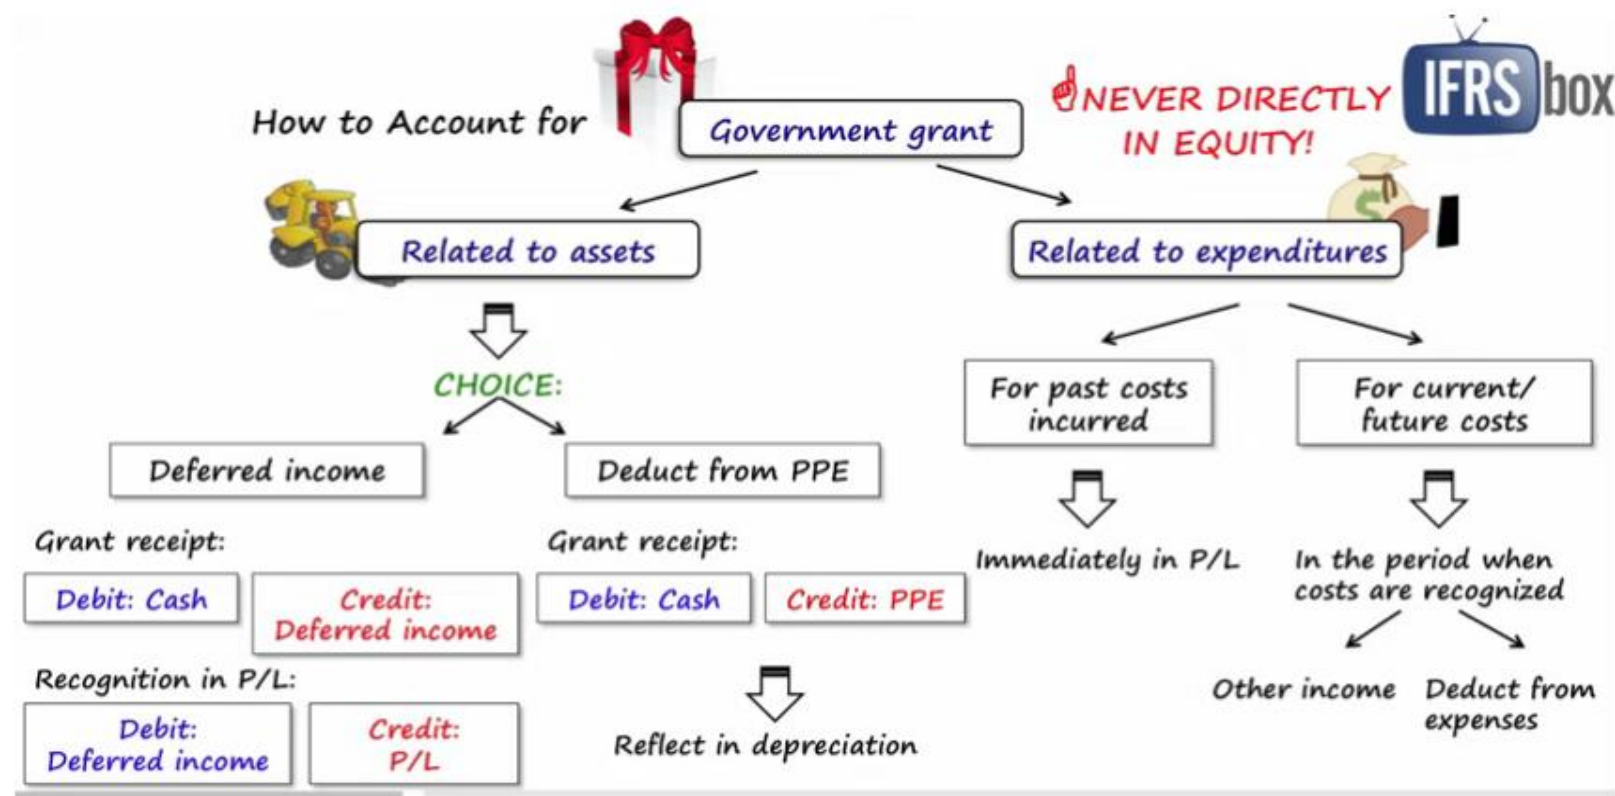 How to Account for
Government grant
NEVER DIRECTLY
IN EQUITY!
IFRS box
Related to assets
Related to expenditures
CHOICE:
Deferred income
Deduct from PPE
Grant receipt:
Debit: Cash
Credit:
Deferred income
Recognition in P/L:
Debit:
Deferred income
Credit:
P/L
Grant receipt:
Debit: Cash
Credit: PPE
Reflect in depreciation
For past costs
incurred
Immediately in P/L
For current/
future costs
In the period when
costs are recognized
Other income
Deduct from
expenses